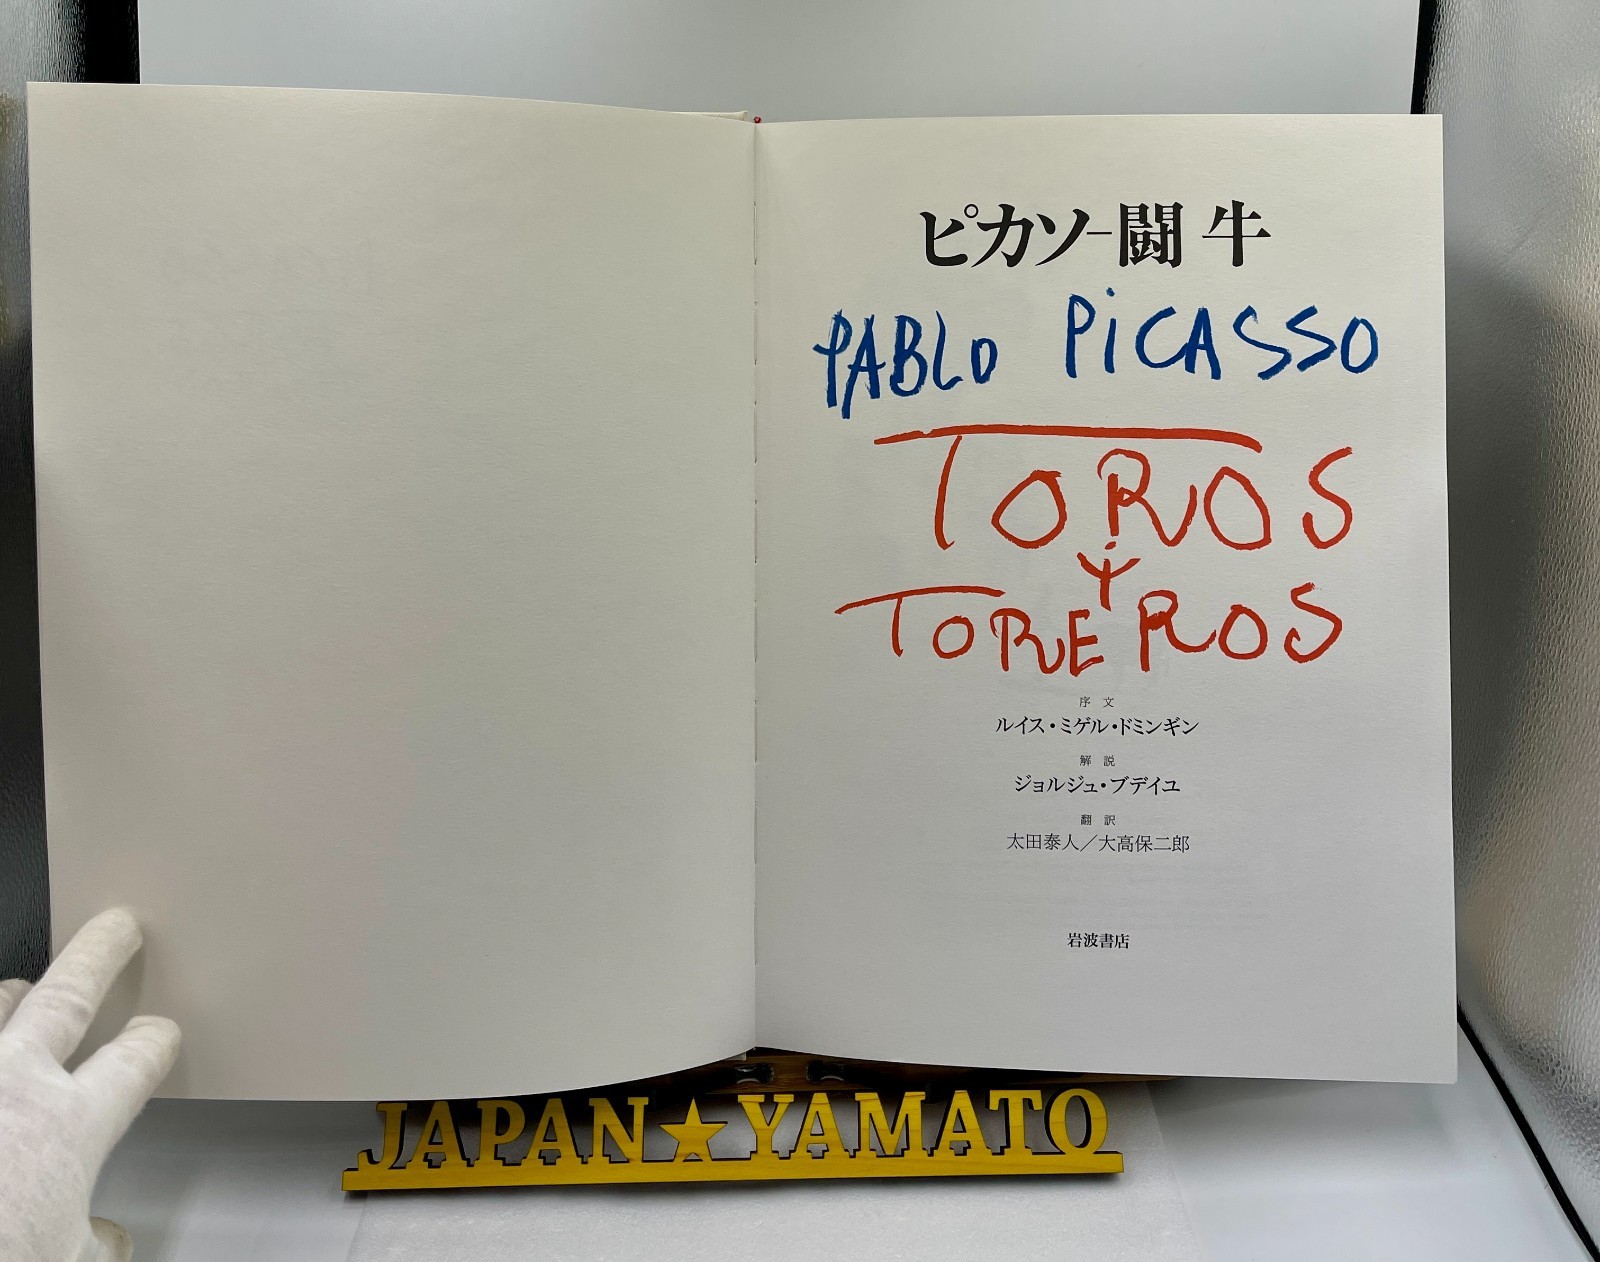 ピカソ−闘牛
PABLO PiCASSO
TOROS
Y
TOREROS
序文
ルイス・ミゲル・ドミンギン
解説
ジョルジュ・ブデイユ
翻訳
太田泰人／大高保二郎
岩波書店
JAPAN★YAMATO